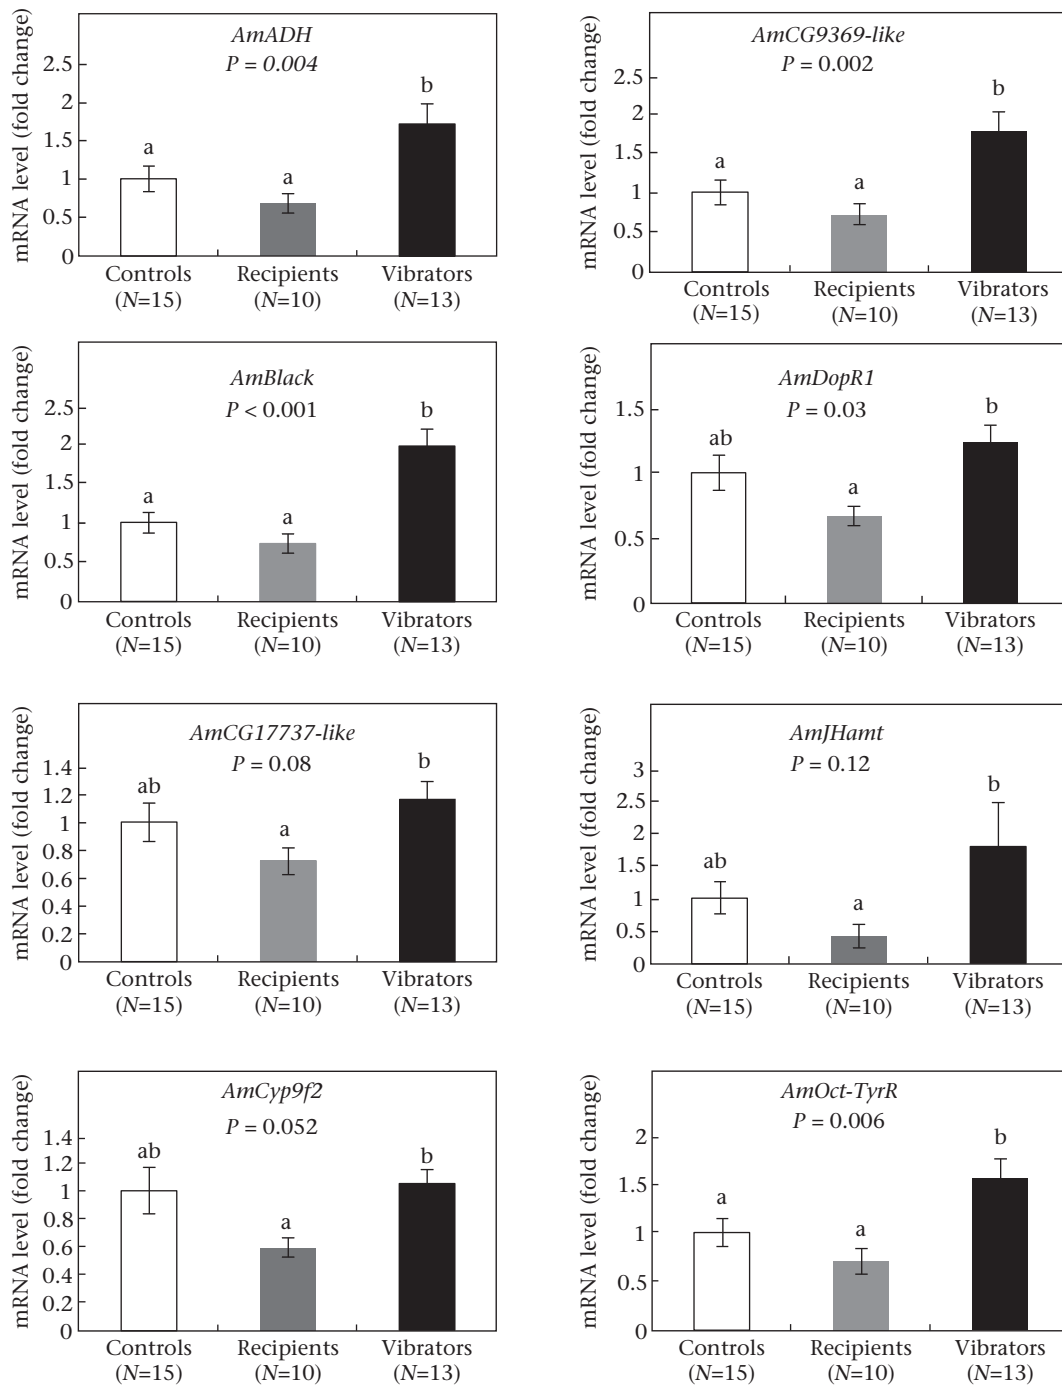 AmADH
P = 0.004
mRNA level (fold change)
2.5
2
1.5
1
0.5
0
a
a
b
Controls
(N=15)
Recipients
(N=10)
Vibrators
(N=13)
AmCG9369-like
P = 0.002
mRNA level (fold change)
2.5
2
1.5
1
0.5
0
a
a
b
Controls
(N=15)
Recipients
(N=10)
Vibrators
(N=13)
AmBlack
P < 0.001
mRNA level (fold change)
2.5
2
1.5
1
0.5
0
a
a
b
Controls
(N=15)
Recipients
(N=10)
Vibrators
(N=13)
AmDopR1
P = 0.03
mRNA level (fold change)
1.5
1
0.5
0
ab
a
b
Controls
(N=15)
Recipients
(N=10)
Vibrators
(N=13)
AmCG17737-like
P = 0.08
mRNA level (fold change)
1.4
1.2
1
0.8
0.6
0.4
0.2
0
ab
a
b
Controls
(N=15)
Recipients
(N=10)
Vibrators
(N=13)
AmJHamt
P = 0.12
mRNA level (fold change)
3
2.5
2
1.5
1
0.5
0
ab
a
b
Controls
(N=15)
Recipients
(N=10)
Vibrators
(N=13)
AmCyp9f2
P = 0.052
mRNA level (fold change)
1.4
1.2
1
0.8
0.6
0.4
0.2
0
ab
a
b
Controls
(N=15)
Recipients
(N=10)
Vibrators
(N=13)
AmOct-TyrR
P = 0.006
mRNA level (fold change)
2
1.5
1
0.5
0
a
a
b
Controls
(N=15)
Recipients
(N=10)
Vibrators
(N=13)